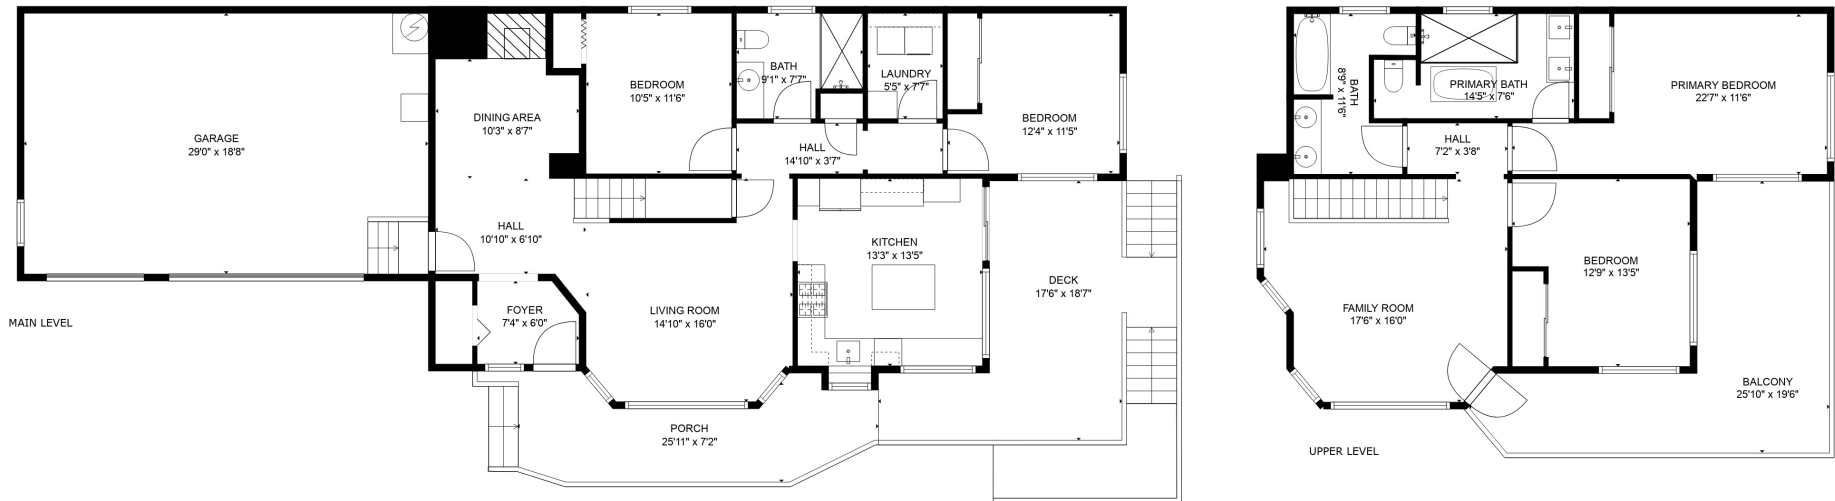 GARAGE
29'0" x 18'8"
DINING AREA
10'3" x 8'7"
BEDROOM
10'5" x 11'6"
BATH
9'1" x 7'7"
LAUNDRY
5'5" x 7'7"
BEDROOM
12'4" x 11'5"
HALL
14'10" x 3'7"
HALL
10'10" x 6'10"
KITCHEN
13'3" x 13'5"
DECK
17'6" x 18'7"
FOYER
7'4" x 6'0"
LIVING ROOM
14'10" x 16'0"
PORCH
25'11" x 7'2"
MAIN LEVEL
BATH
8'9" x 11'6"
PRIMARY BATH
14'5" x 7'6"
PRIMARY BEDROOM
22'7" x 11'6"
HALL
7'2" x 3'8"
BEDROOM
12'9" x 13'5"
FAMILY ROOM
17'6" x 16'0"
BALCONY
25'10" x 19'6"
UPPER LEVEL